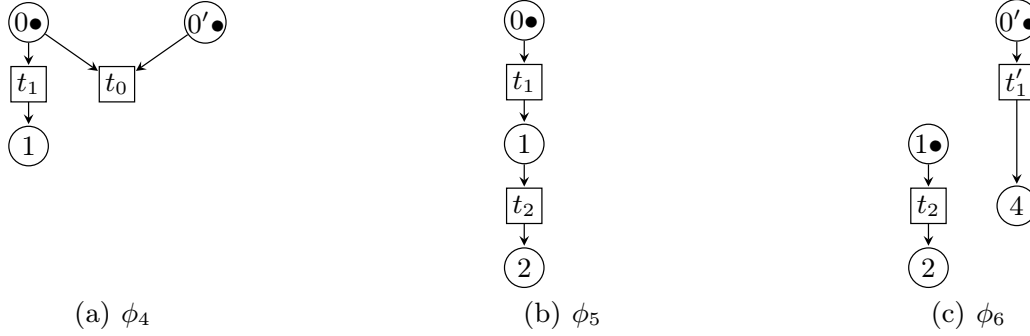 0● 0'●
t₁ t₀
1
(a) ϕ₄
0●
t₁
1
t₂
2
(b) ϕ₅
0'●
t'₁
1●
t₂ 4
2
(c) ϕ₆